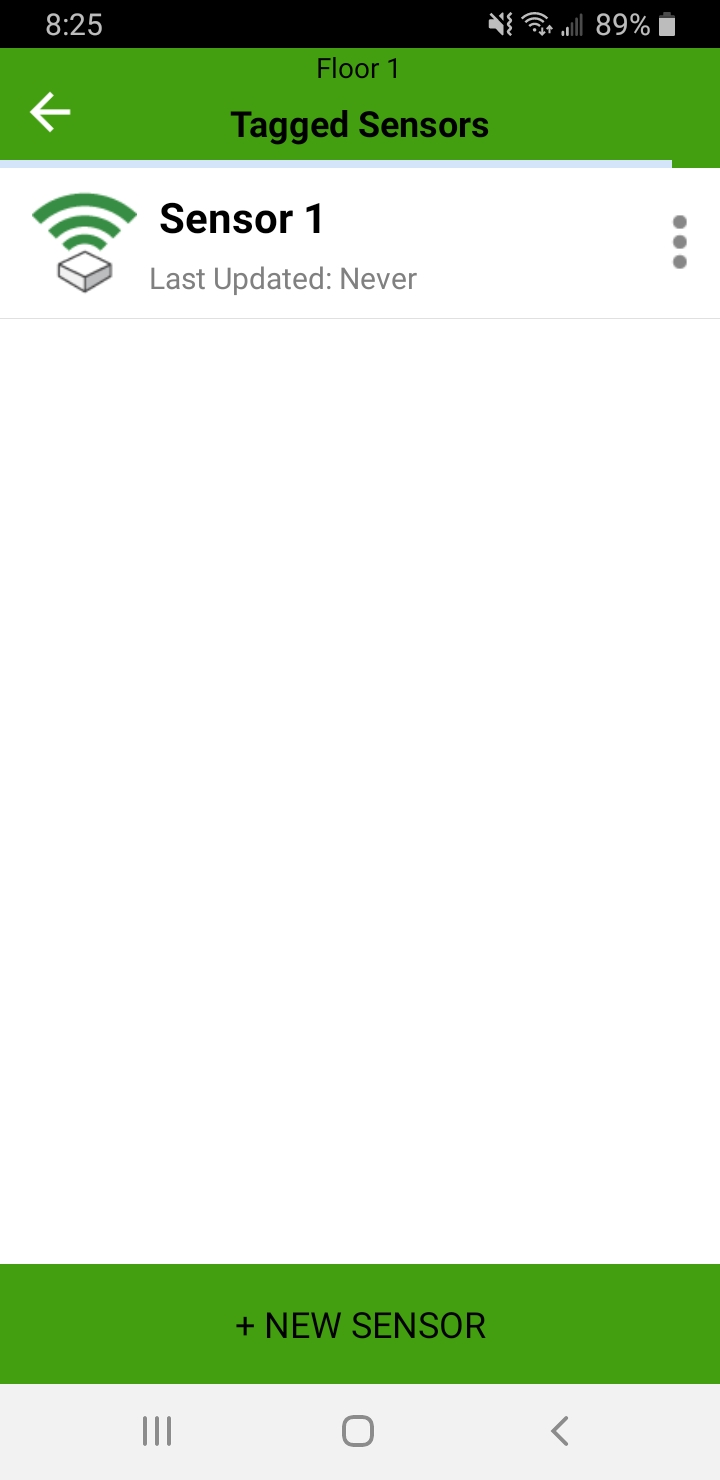 8:25
89%
Floor 1
Tagged Sensors
Sensor 1
Last Updated: Never
+ NEW SENSOR